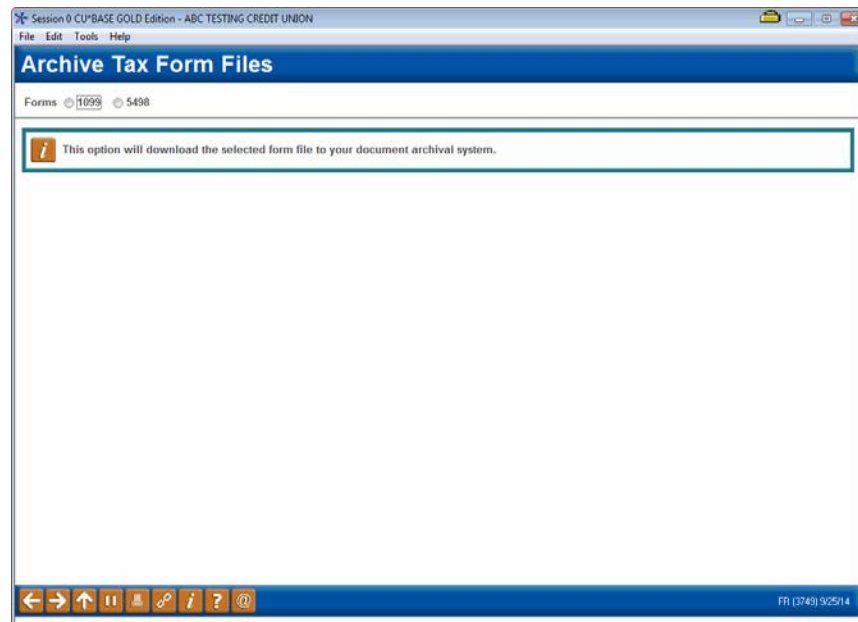 Session 0 CU*BASE GOLD Edition - ABC TESTING CREDIT UNION
File Edit Tools Help
Archive Tax Form Files
Forms 1099 5498
i This option will download the selected form file to your document archival system.
i ? @ FR (3749) 9/25/14